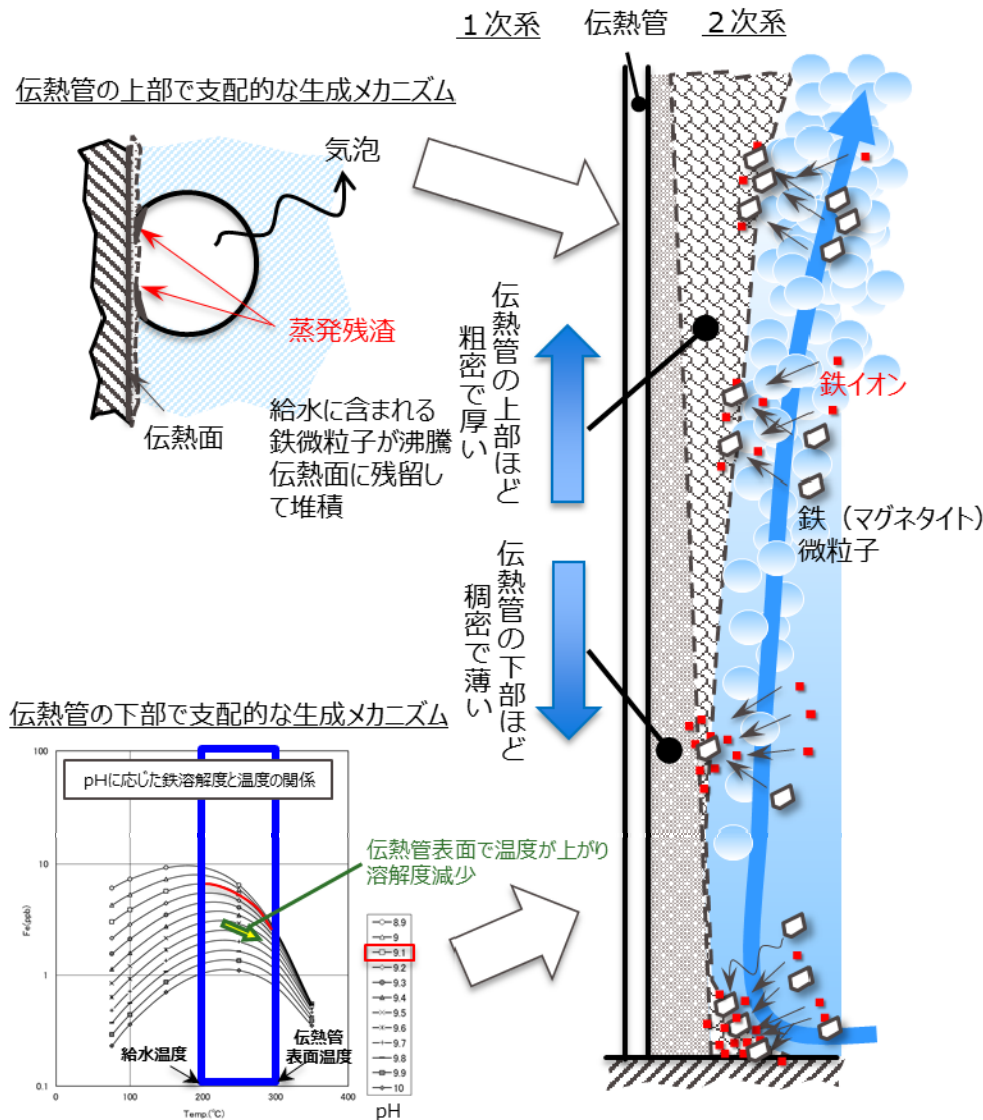 1次系
伝熱管
2次系
伝熱管の上部で支配的な生成メカニズム
気泡
蒸発残渣
伝熱面
給水に含まれる
鉄微粒子が沸騰
伝熱面に残留し
て堆積
伝熱管の上部ほど
粗密で厚い
鉄イオン
鉄（マグネタイト）
微粒子
伝熱管の下部ほど
稠密で薄い
伝熱管の下部で支配的な生成メカニズム
pHに応じた鉄溶解度と温度の関係
伝熱管表面で温度が上がり
溶解度減少
Fe(ppb)
100
10
1
0.1
給水温度
伝熱管
表面温度
0
100
200
300
400
Temp.(℃)
8.9
9
9.1
9.2
9.3
9.4
9.5
9.6
9.7
9.8
9.9
10
pH